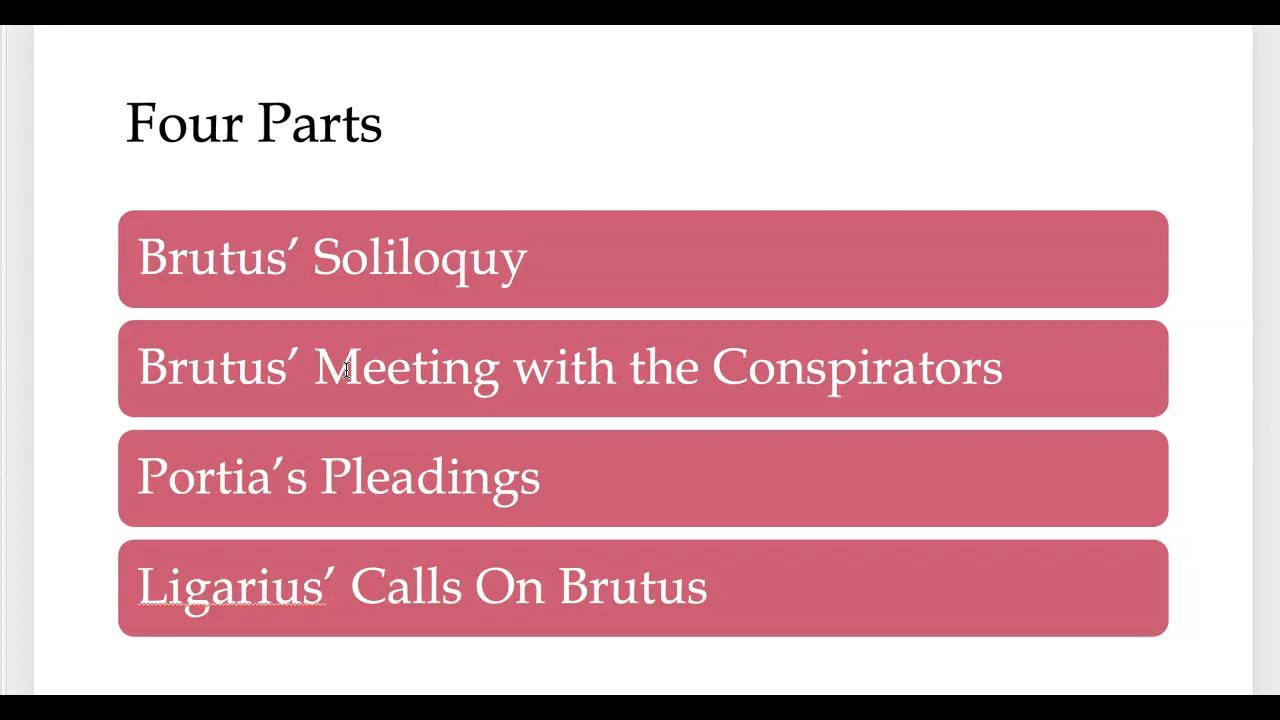 Four Parts
Brutus’ Soliloquy
Brutus’ Meeting with the Conspirators
Portia’s Pleadings
Ligarius’ Calls On Brutus